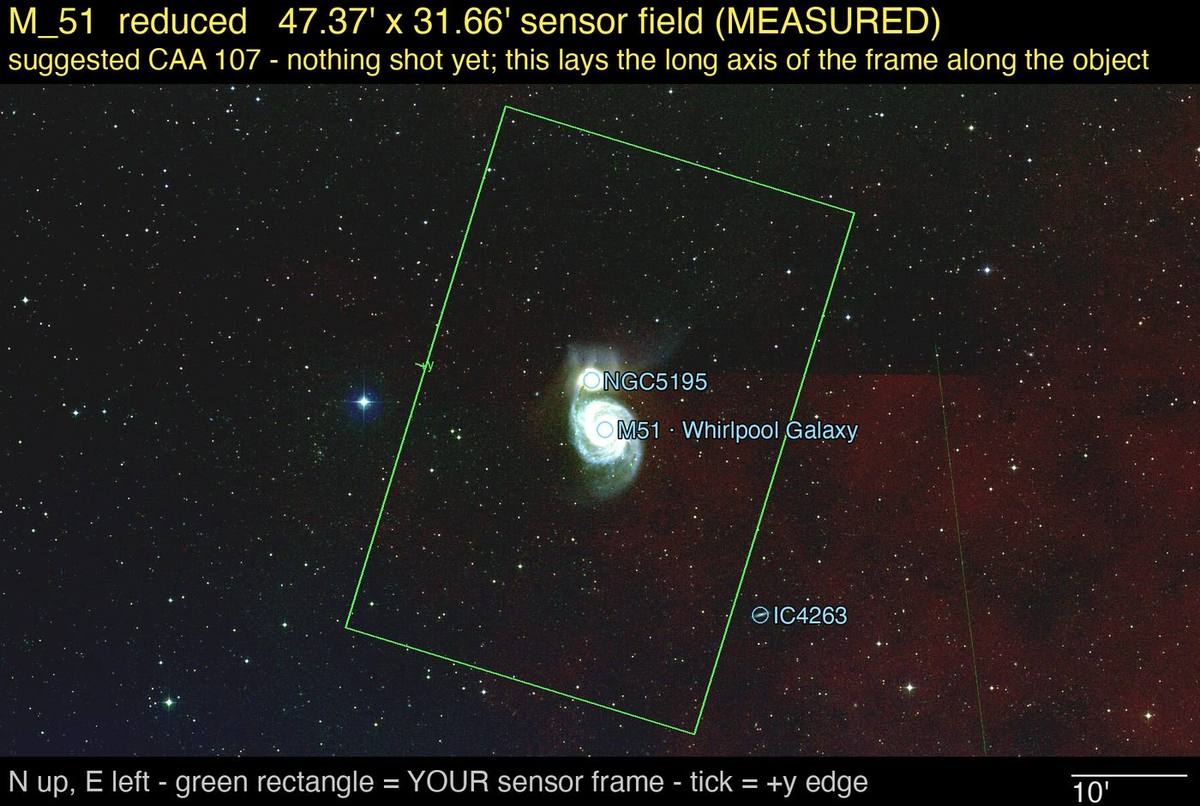 M_51 reduced 47.37' x 31.66' sensor field (MEASURED)
suggested CAA 107 - nothing shot yet; this lays the long axis of the frame along the object
+y
NGC5195
M51 · Whirlpool Galaxy
IC4263
N up, E left - green rectangle = YOUR sensor frame - tick = +y edge
10'